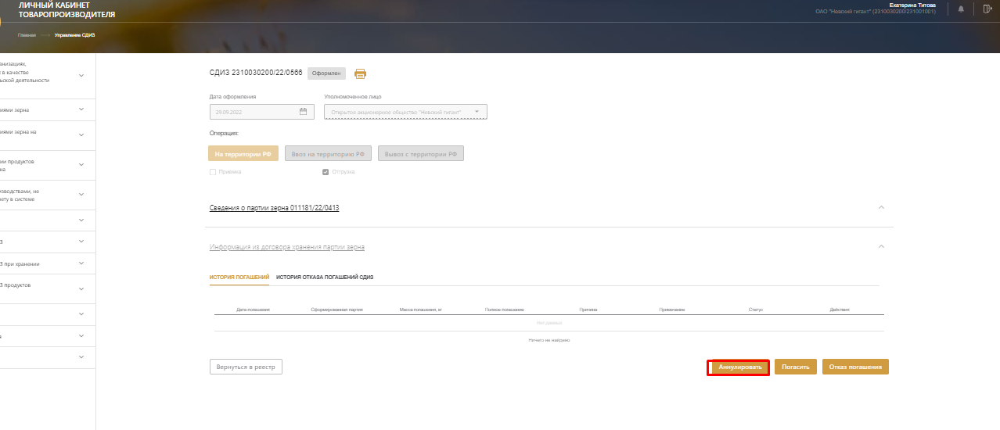 ЛИЧНЫЙ КАБИНЕТ
ТОВАРОПРОИЗВОДИТЕЛЯ
Екатерина Титова
ОАО "Невский гигант" (2310030200/231001001)
Главная
Управление СДИЗ
анизациях,
в качестве
ьской деятельности
иями зерна
иями зерна на
ии продуктов
на
изводствами, не
ету в системе
З
З при хранении
З продуктов
я
СДИЗ 2310030200/22/0566
Оформлен
Дата оформления
Уполномоченное лицо
29.09.2022
Открытое акционерное общество "Невский гигант"
Операция:
На территории РФ
Ввоз на территорию РФ
Вывоз с территории РФ
Приемка
Отгрузка
Сведения о партии зерна 011181/22/0413
Информация из договора хранения партии зерна
ИСТОРИЯ ПОГАШЕНИЙ
ИСТОРИЯ ОТКАЗА ПОГАШЕНИЙ СДИЗ
Дата погашения
Сформированная партия
Масса погашения, кг
Полное погашение
Причина
Примечание
Статус
Действия
Нет данных
Ничего не найдено
Вернуться в реестр
Аннулировать
Погасить
Отказ погашения